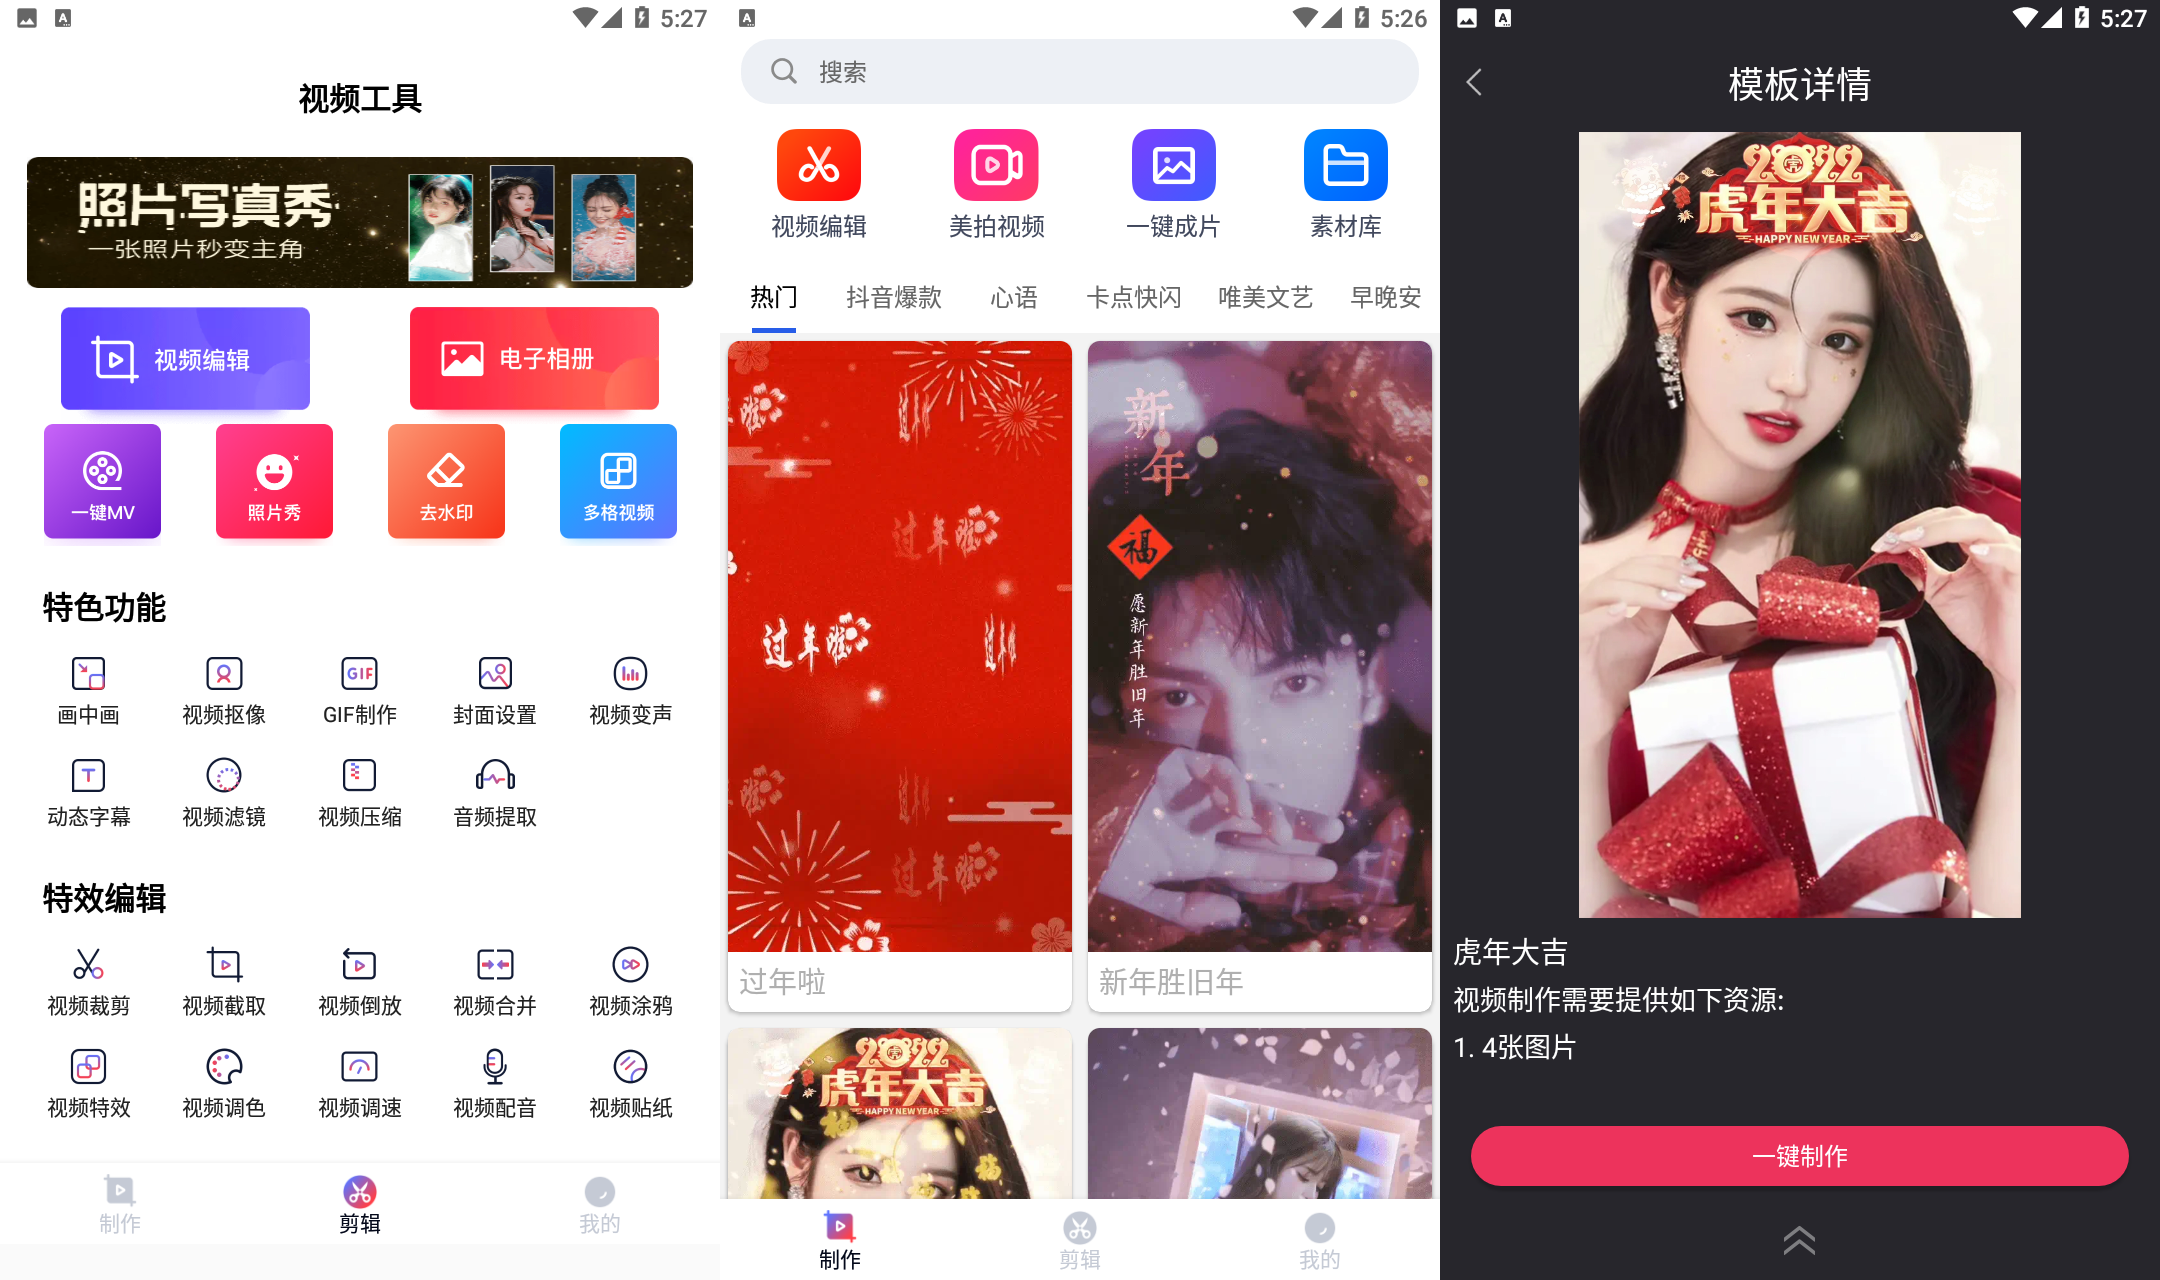 5:27
视频工具
照片写真秀
一张照片秒变主角
视频编辑
电子相册
一键MV
照片秀
去水印
多格视频
特色功能
画中画
视频抠像
GIF
GIF制作
封面设置
视频变声
动态字幕
视频滤镜
视频压缩
音频提取
特效编辑
视频裁剪
视频截取
视频倒放
视频合并
视频涂鸦
视频特效
视频调色
视频调速
视频配音
视频贴纸
制作
剪辑
我的
5:26
搜索
视频编辑
美拍视频
一键成片
素材库
热门
抖音爆款
心语
卡点快闪
唯美文艺
早晚安
过年啦
过年啦
过年啦
过年啦
新年
福
愿新年胜旧年
过年啦
新年胜旧年
2022
虎年大吉
HAPPY NEW YEAR
制作
剪辑
我的
5:27
模板详情
2022
虎年大吉
HAPPY NEW YEAR
虎年大吉
视频制作需要提供如下资源:
1. 4张图片
一键制作